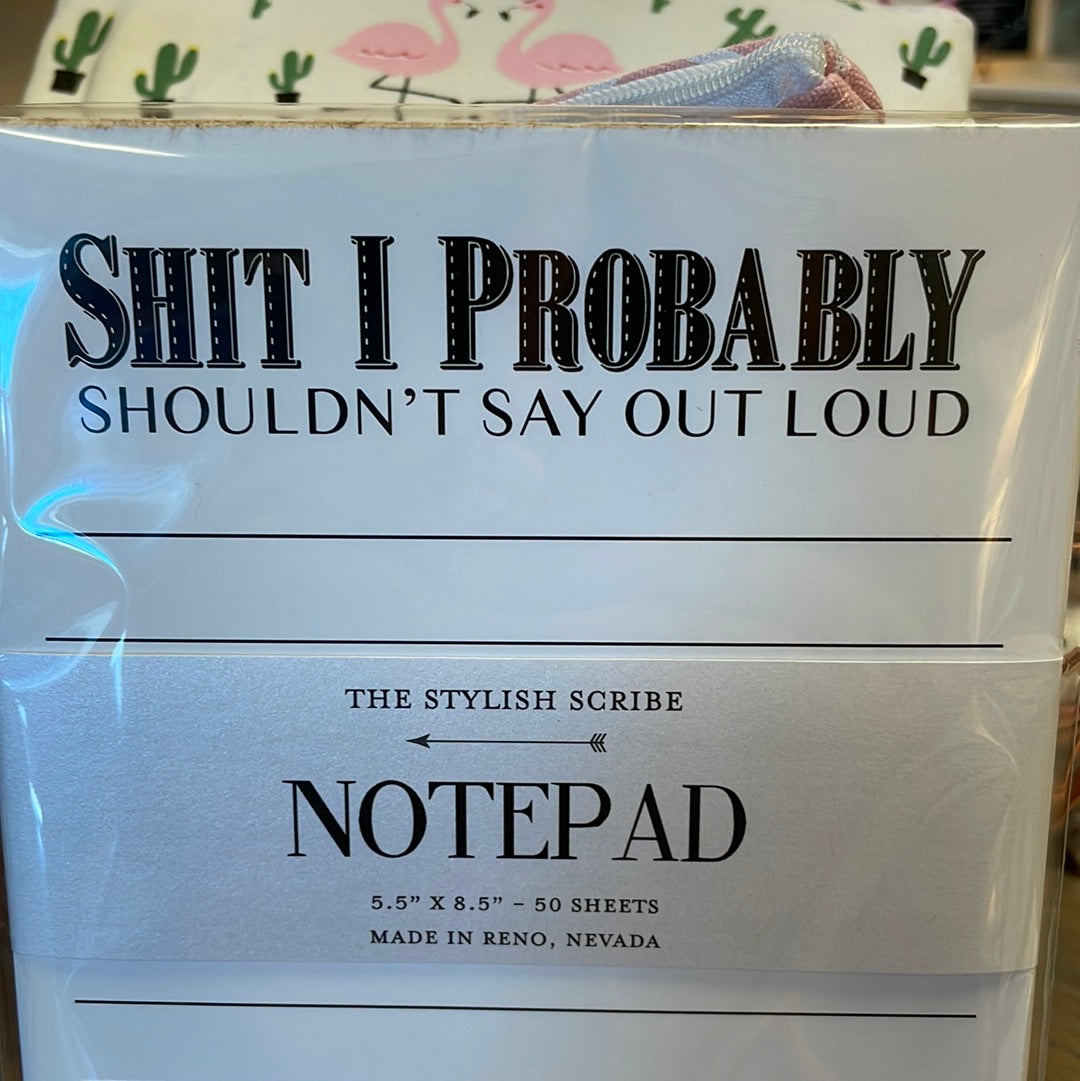 SHIT I PROBABLY
SHOULDN'T SAY OUT LOUD
THE STYLISH SCRIBE
NOTEPAD
5.5” X 8.5” – 50 SHEETS
MADE IN RENO, NEVADA